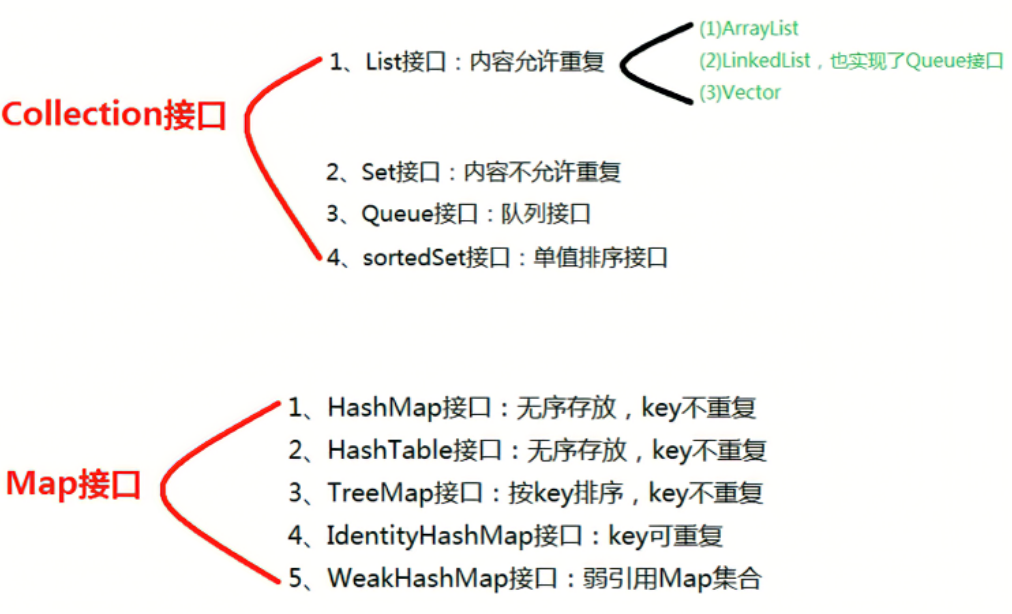 Collection接口
1、List接口：内容允许重复
(1)ArrayList
(2)LinkedList，也实现了Queue接口
(3)Vector
2、Set接口：内容不允许重复
3、Queue接口：队列接口
4、sortedSet接口：单值排序接口
Map接口
1、HashMap接口：无序存放，key不重复
2、HashTable接口：无序存放，key不重复
3、TreeMap接口：按key排序，key不重复
4、IdentityHashMap接口：key可重复
5、WeakHashMap接口：弱引用Map集合